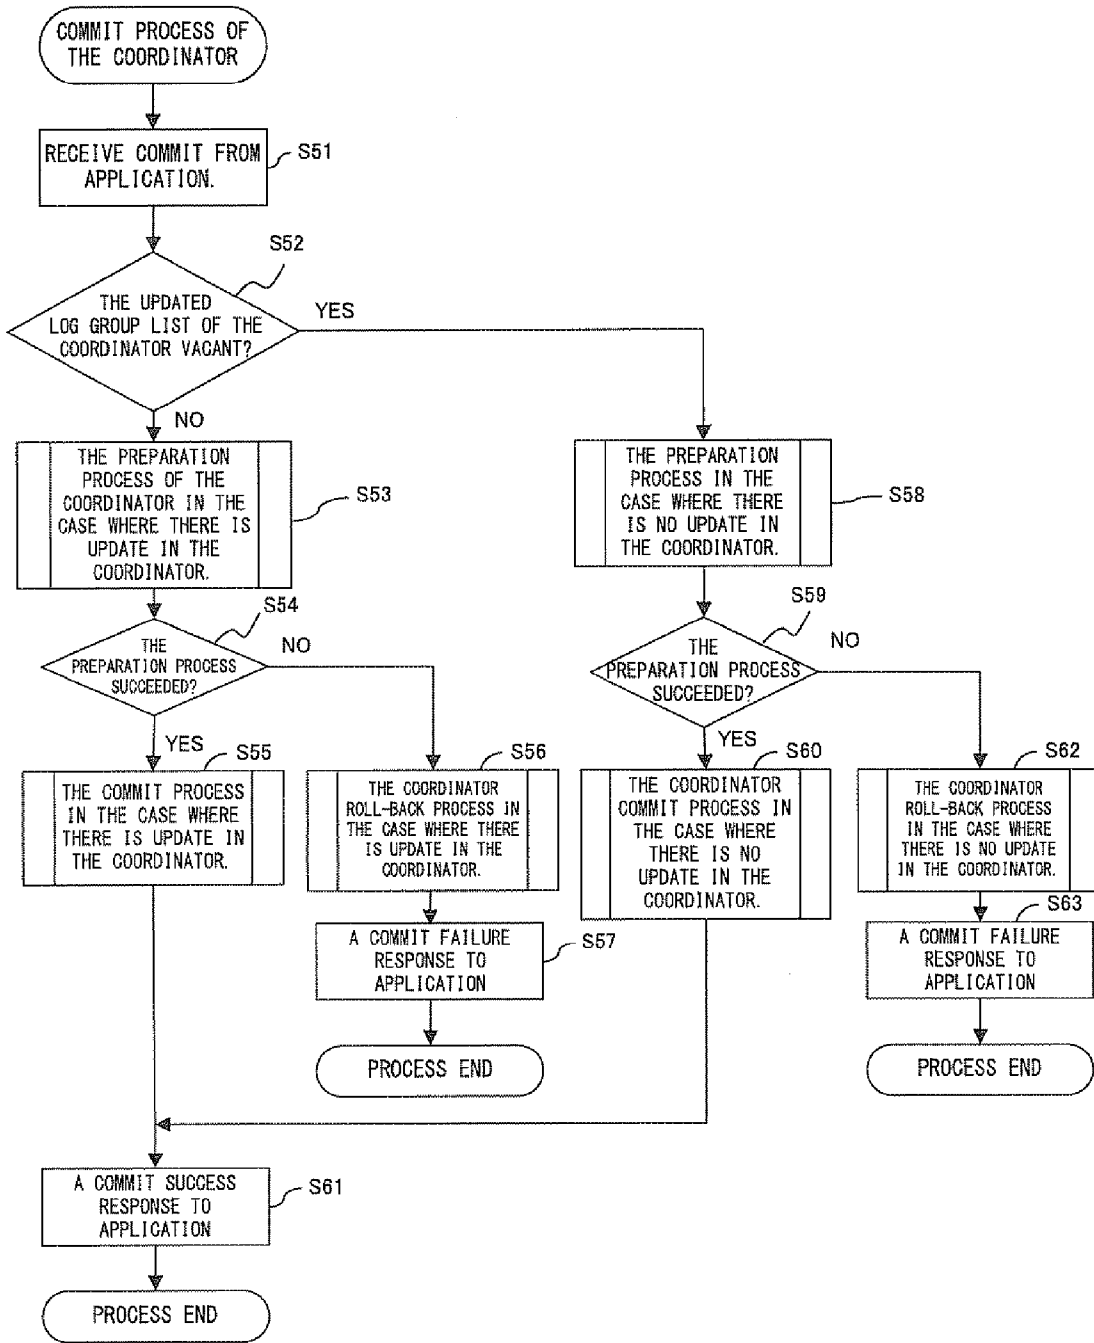 COMMIT PROCESS OF
THE COORDINATOR
RECEIVE COMMIT FROM
APPLICATION.
S51
S52
THE UPDATED
LOG GROUP LIST OF THE
COORDINATOR VACANT?
YES
NO
THE PREPARATION
PROCESS OF THE
COORDINATOR IN THE
CASE WHERE THERE IS
UPDATE IN THE
COORDINATOR.
S53
THE PREPARATION
PROCESS IN THE
CASE WHERE THERE
IS NO UPDATE IN
THE COORDINATOR.
S58
S54
THE
PREPARATION PROCESS
SUCCEEDED?
NO
YES
S59
THE
PREPARATION PROCESS
SUCCEEDED?
NO
YES
S55
THE COMMIT PROCESS
IN THE CASE WHERE
THERE IS UPDATE IN
THE COORDINATOR.
S56
THE COORDINATOR
ROLL-BACK PROCESS IN
THE CASE WHERE THERE
IS UPDATE IN THE
COORDINATOR.
S60
THE COORDINATOR
COMMIT PROCESS IN
THE CASE WHERE
THERE IS NO
UPDATE IN THE
COORDINATOR.
S62
THE COORDINATOR
ROLL-BACK PROCESS
IN THE CASE WHERE
THERE IS NO UPDATE
IN THE COORDINATOR.
A COMMIT FAILURE
RESPONSE TO
APPLICATION
S57
S63
A COMMIT FAILURE
RESPONSE TO
APPLICATION
PROCESS END
PROCESS END
A COMMIT SUCCESS
RESPONSE TO
APPLICATION
S61
PROCESS END